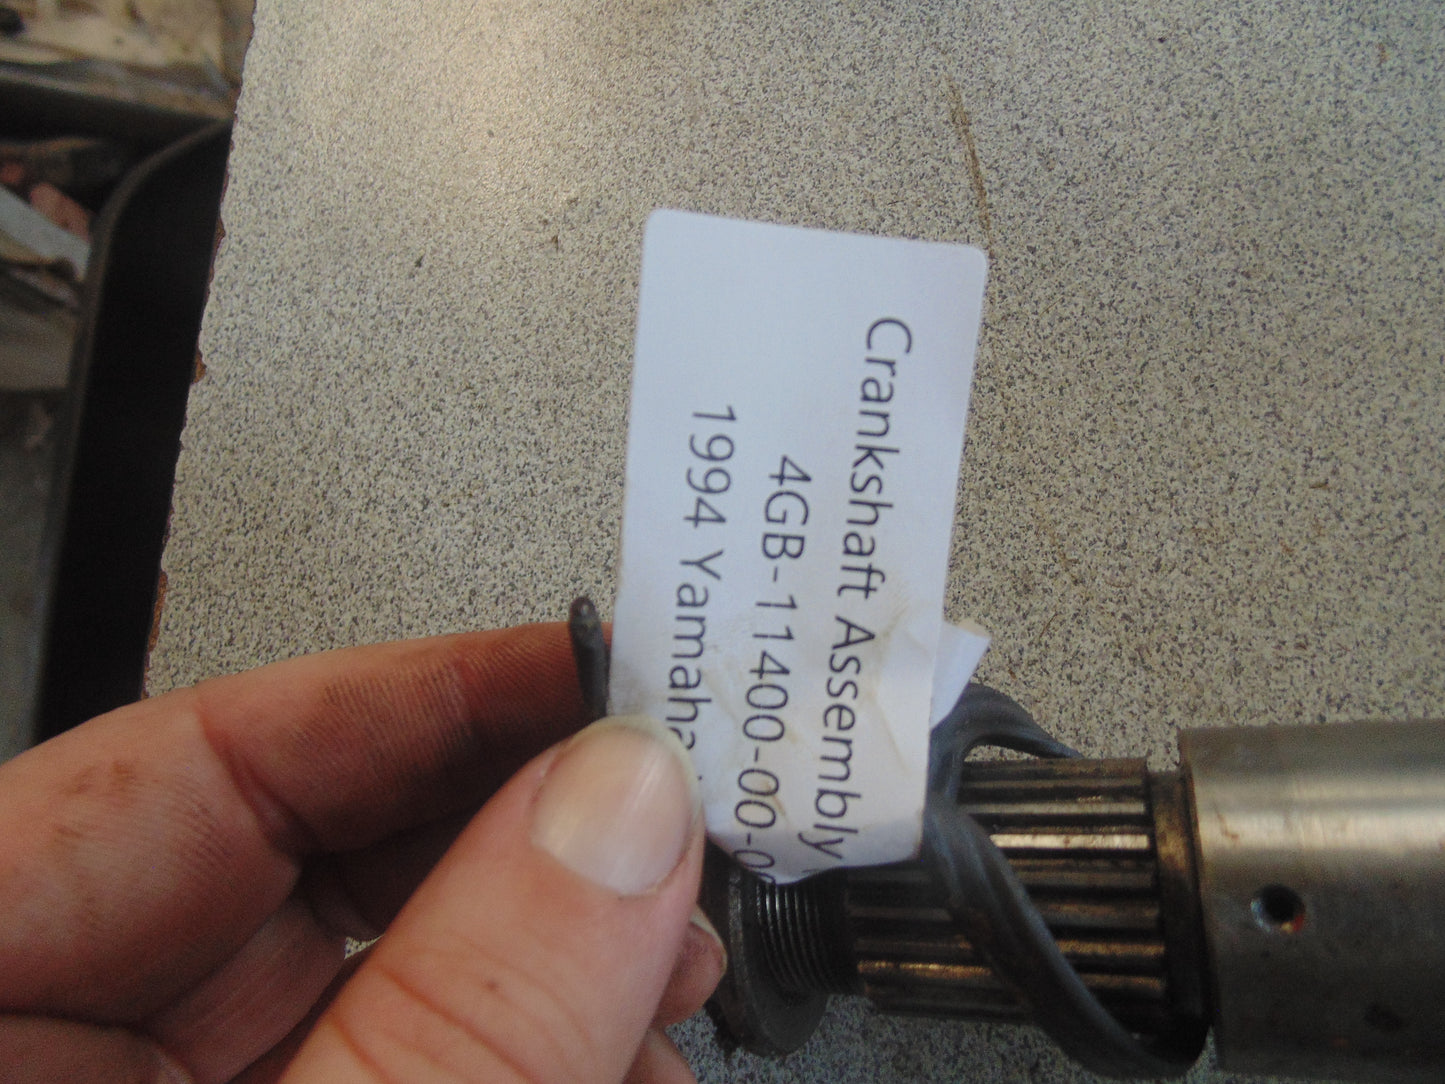 Crankshaft Assembly
4GB-11400-00-0
1994 Yamaha